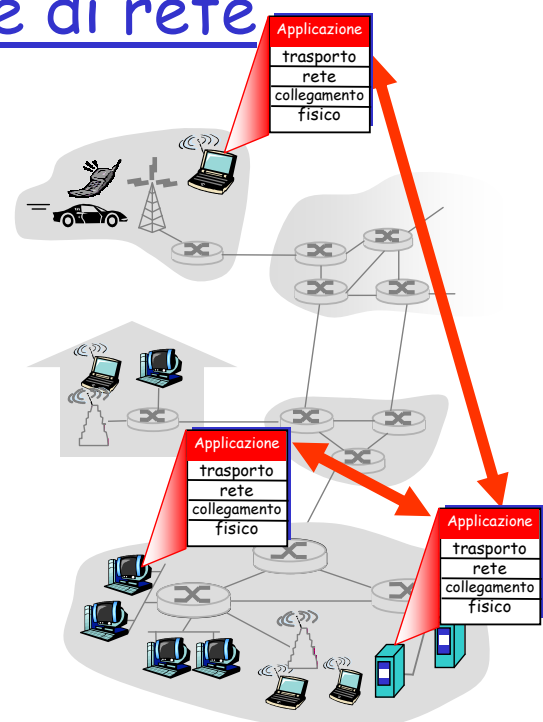 e di rete
Applicazione
trasporto
rete
collegamento
fisico
Applicazione
trasporto
rete
collegamento
fisico
Applicazione
trasporto
rete
collegamento
fisico